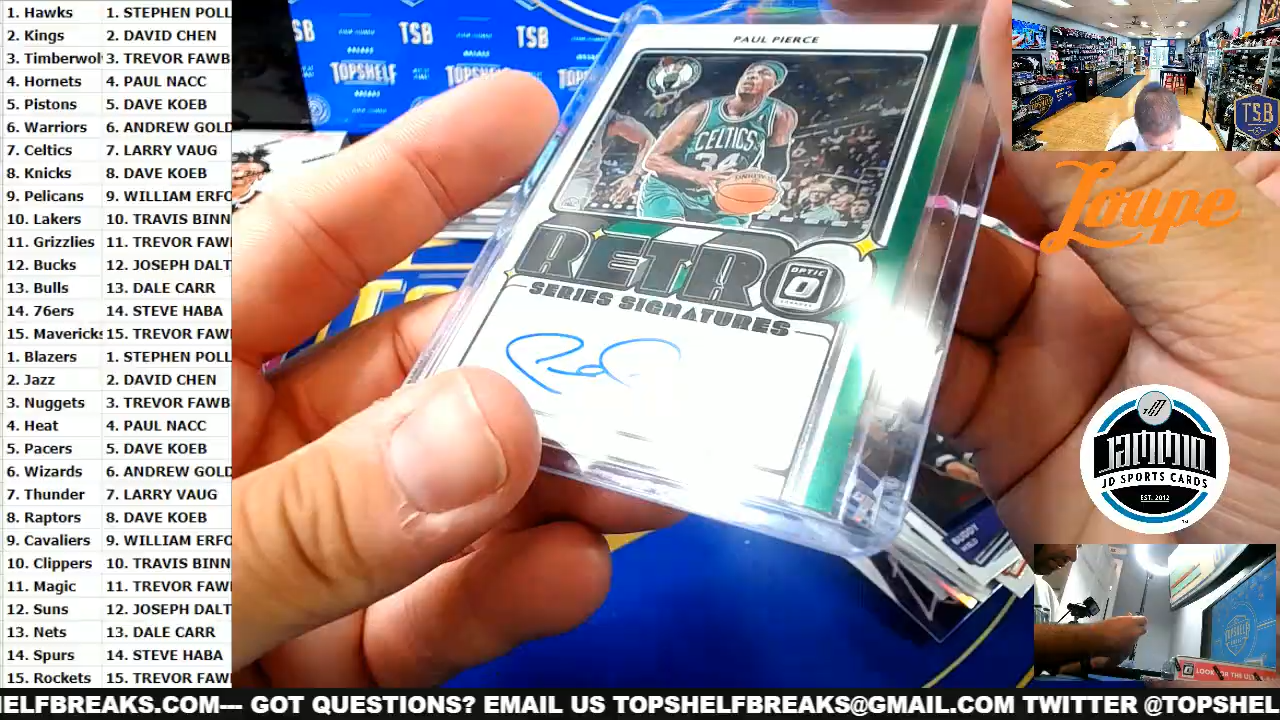 1. Hawks 1. STEPHEN POLL
2. Kings 2. DAVID CHEN
3. Timberwol 3. TREVOR FAWB
4. Hornets 4. PAUL NACC
5. Pistons 5. DAVE KOEB
6. Warriors 6. ANDREW GOLD
7. Celtics 7. LARRY VAUG
8. Knicks 8. DAVE KOEB
9. Pelicans 9. WILLIAM ERFO
10. Lakers 10. TRAVIS BINN
11. Grizzlies 11. TREVOR FAWI
12. Bucks 12. JOSEPH DALT
13. Bulls 13. DALE CARR
14. 76ers 14. STEVE HABA
15. Mavericks 15. TREVOR FAW
1. Blazers 1. STEPHEN POLL
2. Jazz 2. DAVID CHEN
3. Nuggets 3. TREVOR FAWB
4. Heat 4. PAUL NACC
5. Pacers 5. DAVE KOEB
6. Wizards 6. ANDREW GOLD
7. Thunder 7. LARRY VAUG
8. Raptors 8. DAVE KOEB
9. Cavaliers 9. WILLIAM ERFO
10. Clippers 10. TRAVIS BINN
11. Magic 11. TREVOR FAWI
12. Suns 12. JOSEPH DALT
13. Nets 13. DALE CARR
14. Spurs 14. STEVE HABA
15. Rockets 15. TREVOR FAW
SB TSB TSB
TOPSHELF
PAUL PIERCE
CELTICS
34
RETRO
OPTIC
SERIES SIGNATURES
BUDDY
TSB
Loupe
JAMMIN
JD SPORTS CARDS
EST. 2012
LOOK FOR THE
HELFBREAKS.COM--- GOT QUESTIONS? EMAIL US TOPSHELFBREAKS@GMAIL.COM TWITTER @TOPSHEL